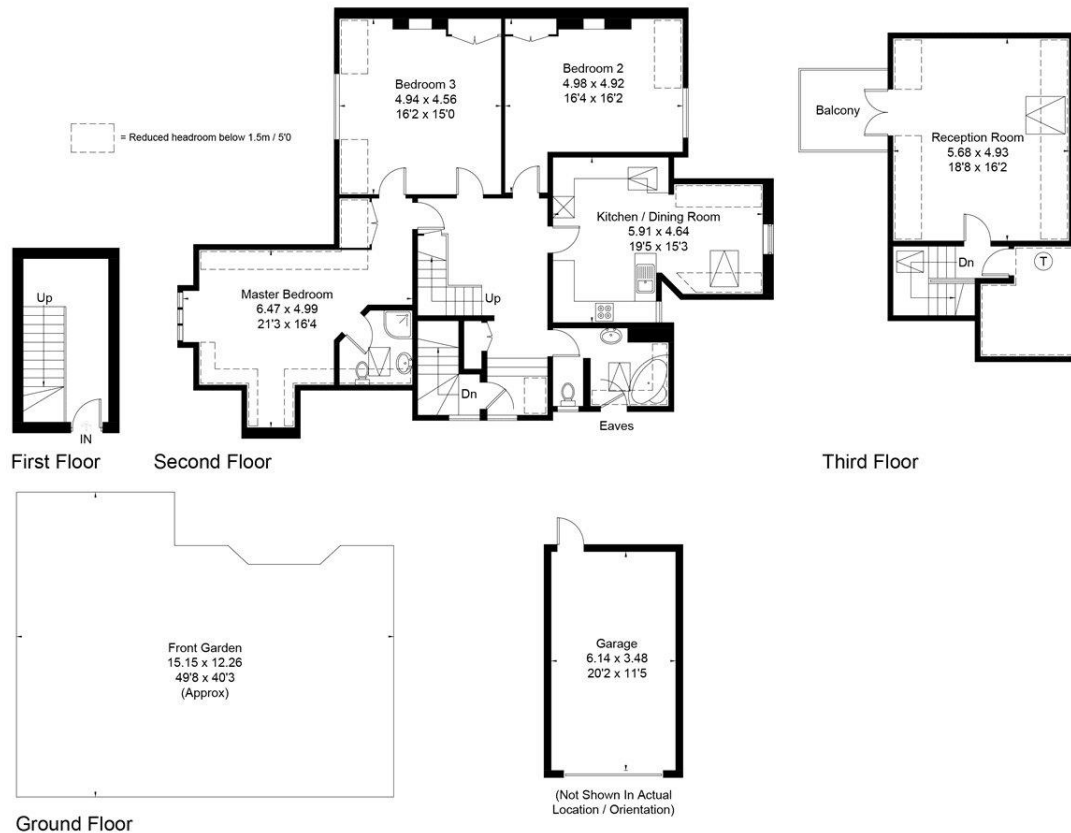 Bedroom 3
4.94 x 4.56
16'2 x 15'0
Bedroom 2
4.98 x 4.92
16'4 x 16'2
= Reduced headroom below 1.5m / 5'0
Balcony
Reception Room
5.68 x 4.93
18'8 x 16'2
Kitchen / Dining Room
5.91 x 4.64
19'5 x 15'3
Dn
T
Up
Master Bedroom
6.47 x 4.99
21'3 x 16'4
Up
Dn
IN
Eaves
First Floor
Second Floor
Third Floor
Front Garden
15.15 x 12.26
49'8 x 40'3
(Approx)
Garage
6.14 x 3.48
20'2 x 11'5
(Not Shown In Actual
Location / Orientation)
Ground Floor